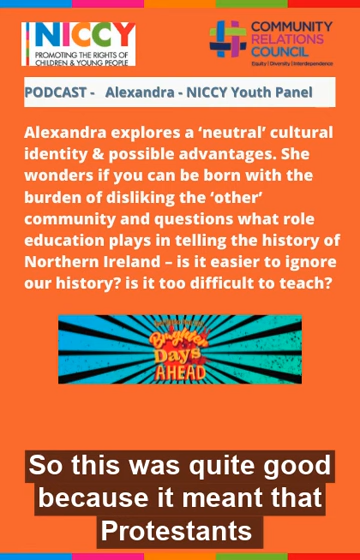 NICCY
PROMOTING THE RIGHTS OF
CHILDREN & YOUNG PEOPLE
COMMUNITY
RELATIONS
COUNCIL
Equity | Diversity | Interdependence
PODCAST - Alexandra - NICCY Youth Panel
Alexandra explores a ‘neutral’ cultural
identity & possible advantages. She
wonders if you can be born with the
burden of disliking the ‘other’
community and questions what role
education plays in telling the history of
Northern Ireland – is it easier to ignore
our history? is it too difficult to teach?
Brighter
Days
AHEAD
So this was quite good
because it meant that
Protestants